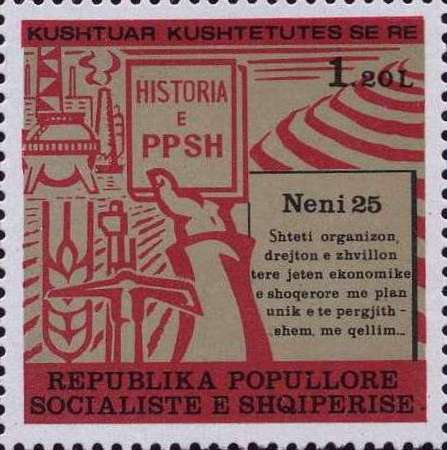 KUSHTUAR KUSHTETUTES SE RE
1.20L
HISTORIA
E
PPSH
Neni 25
Shteti organizon,
drejton e zhvillon
tere jeten ekonomike
e shoqerore me plan
unik e te pergjith-
shem, me qellim...
REPUBLIKA POPULLORE
SOCIALISTE E SHQIPERISE